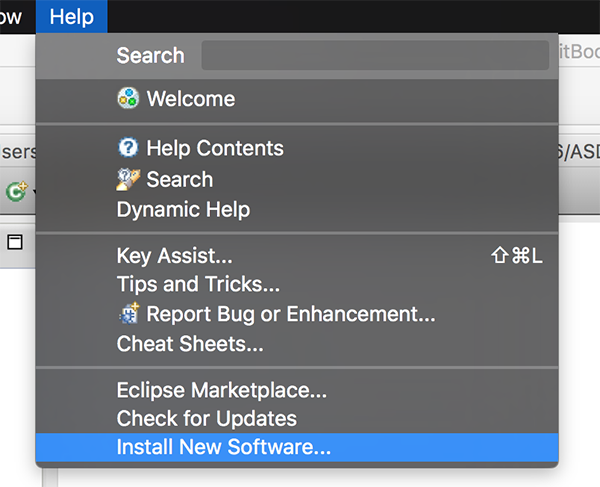 ow Help
Search
itBoo
Welcome
sers
Help Contents
6/ASD
Search
Dynamic Help
Key Assist... ⇧⌘L
Tips and Tricks...
Report Bug or Enhancement...
Cheat Sheets...
Eclipse Marketplace...
Check for Updates
Install New Software...